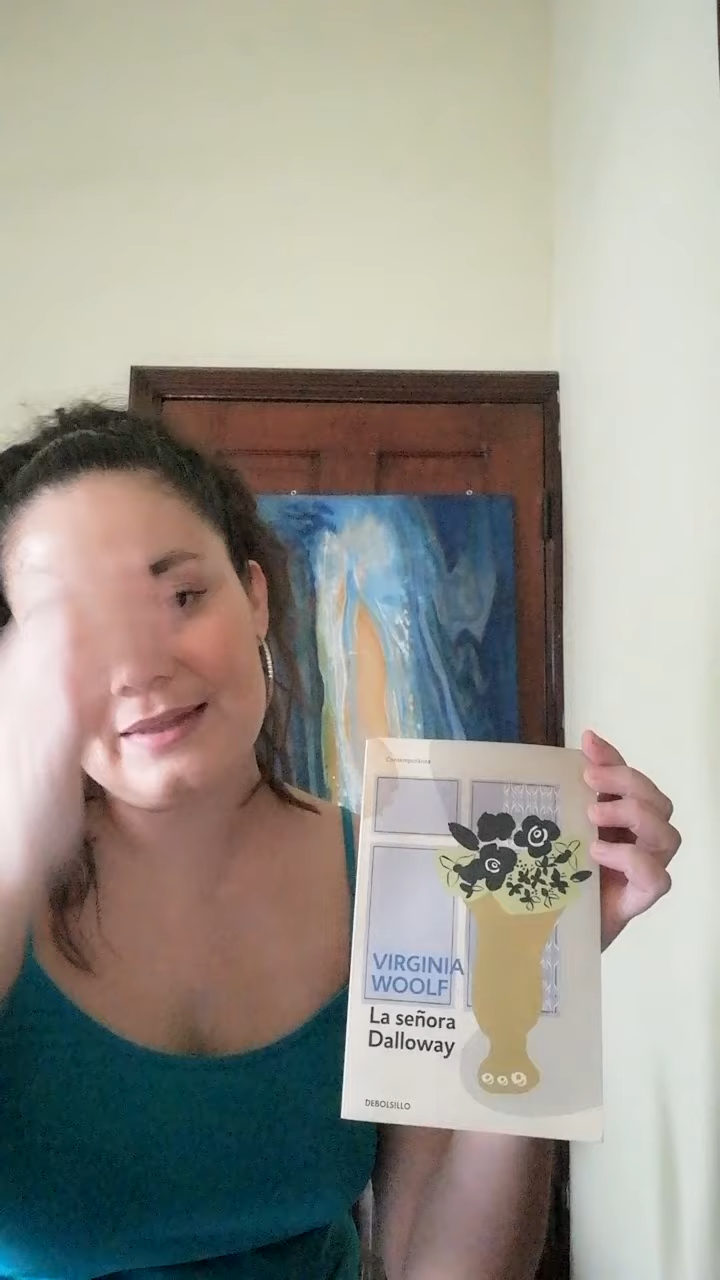 Contemporánea
VIRGINIA
WOOLF
La señora
Dalloway
DEBOLSILLO